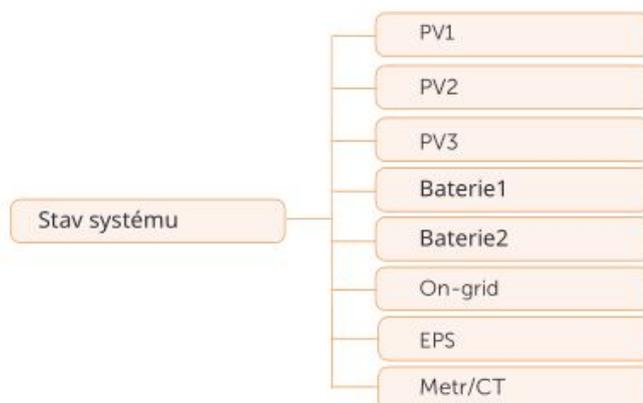 PV1
PV2
PV3
Baterie1
Stav systému
Baterie2
On-grid
EPS
Metr/CT